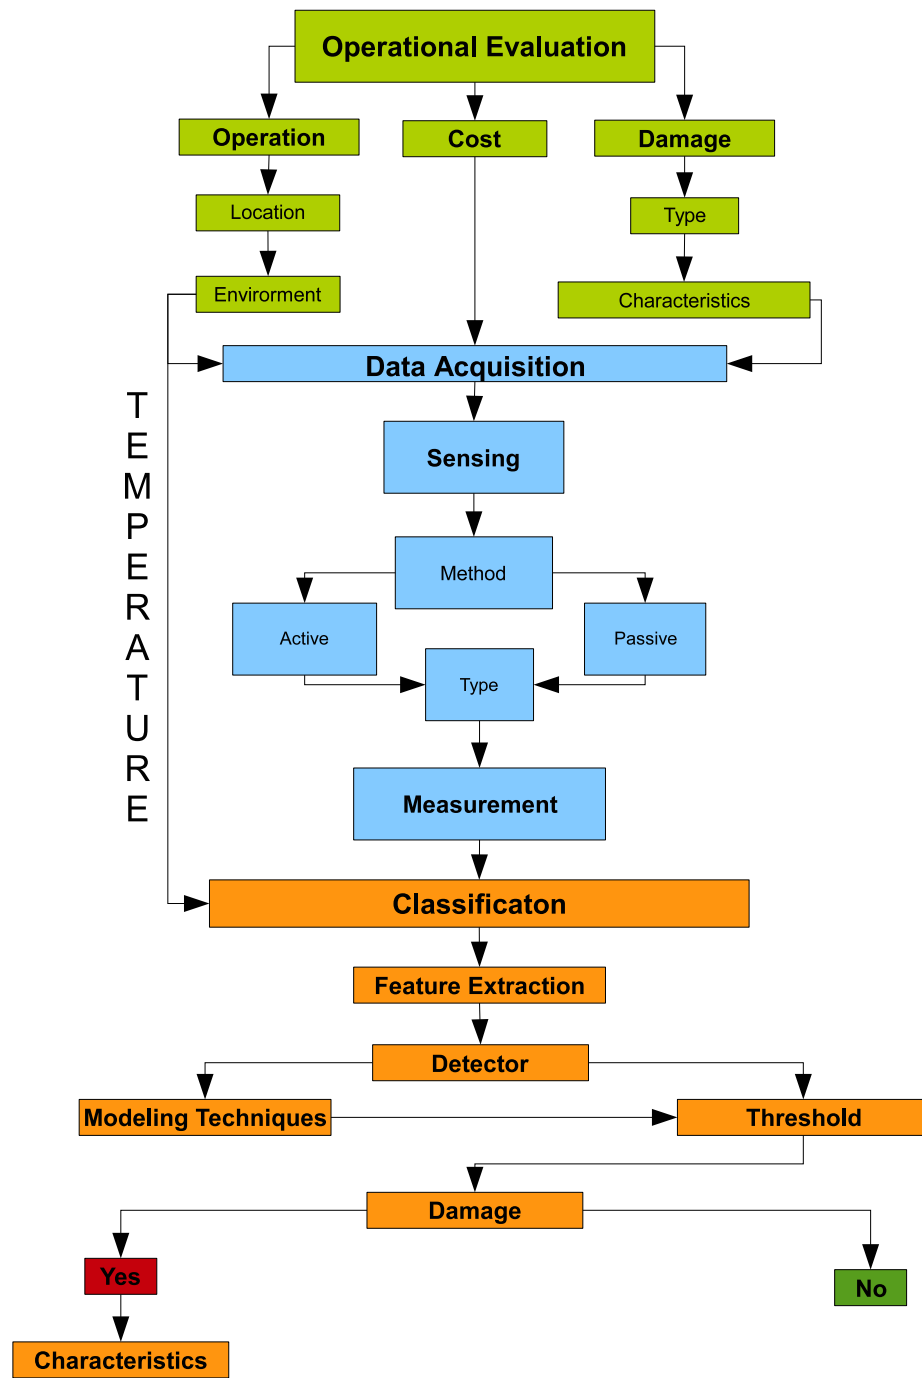 Operational Evaluation
Operation
Cost
Damage
Location
Type
Envirorment
Characteristics
Data Acquisition
TEMPERATURE
Sensing
Method
Active
Passive
Type
Measurement
Classificaton
Feature Extraction
Detector
Modeling Techniques
Threshold
Damage
Yes
No
Characteristics